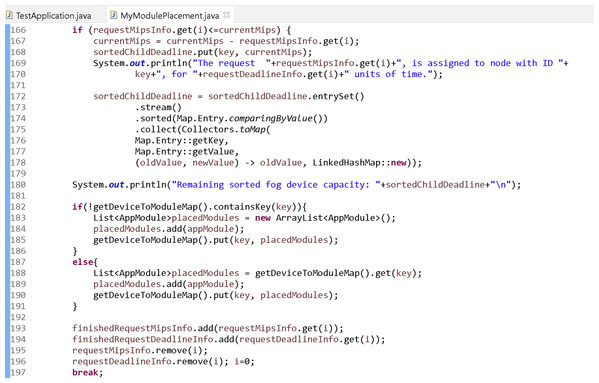 TestApplication.java MyModulePlacement.java
166 if (requestMipsInfo.get(i)<=currentMips) {
167 currentMips = currentMips - requestMipsInfo.get(i);
168 sortedChildDeadline.put(key, currentMips);
169 System.out.println("The request  "+requestMipsInfo.get(i)+", is assigned to node with ID "+
170 key+", for "+requestDeadlineInfo.get(i)+" units of time.");
171
172 sortedChildDeadline = sortedChildDeadline.entrySet()
173 .stream()
174 .sorted(Map.Entry.comparingByValue())
175 .collect(Collectors.toMap(
176 Map.Entry::getKey,
177 Map.Entry::getValue,
178 (oldValue, newValue) -> oldValue, LinkedHashMap::new));
179
180 System.out.println("Remaining sorted fog device capacity: "+sortedChildDeadline+"\n");
181
182 if(!getDeviceToModuleMap().containsKey(key)){
183 List<AppModule>placedModules = new ArrayList<AppModule>();
184 placedModules.add(appModule);
185 getDeviceToModuleMap().put(key, placedModules);
186 }
187 else{
188 List<AppModule>placedModules = getDeviceToModuleMap().get(key);
189 placedModules.add(appModule);
190 getDeviceToModuleMap().put(key, placedModules);
191 }
192
193 finishedRequestMipsInfo.add(requestMipsInfo.get(i));
194 finishedRequestDeadlineInfo.add(requestDeadlineInfo.get(i));
195 requestMipsInfo.remove(i);
196 requestDeadlineInfo.remove(i); i=0;
197 break;